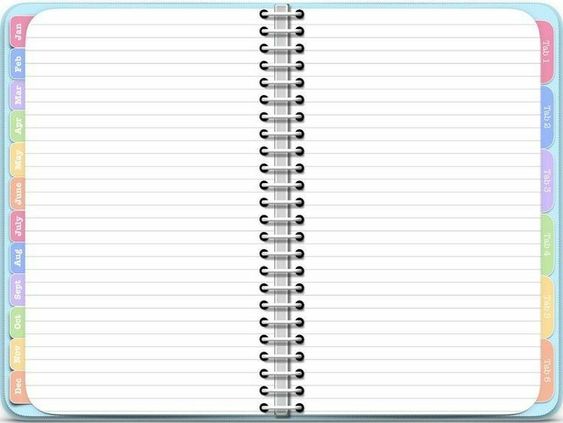 Jan
Feb
Mar
Apr
May
June
July
Aug
Sept
Oct
Nov
Dec
Tab 1
Tab 2
Tab 3
Tab 4
Tab 5
Tab 6